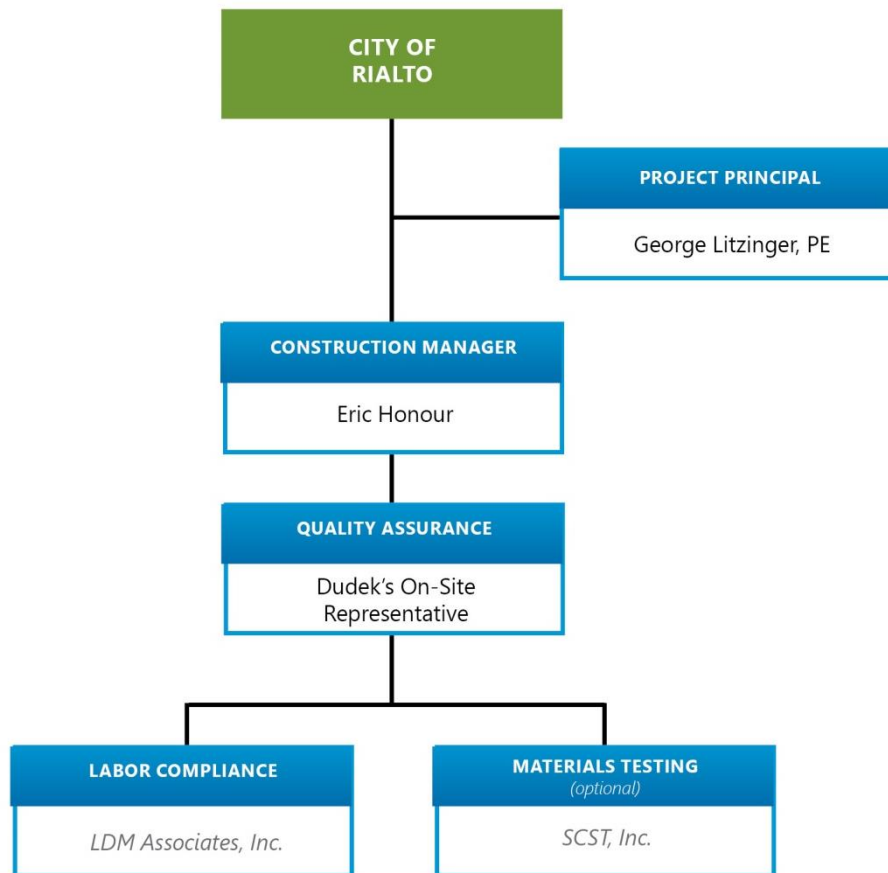 CITY OF
RIALTO
PROJECT PRINCIPAL
George Litzinger, PE
CONSTRUCTION MANAGER
Eric Honour
QUALITY ASSURANCE
Dudek’s On-Site
Representative
LABOR COMPLIANCE
LDM Associates, Inc.
MATERIALS TESTING
(optional)
SCST, Inc.